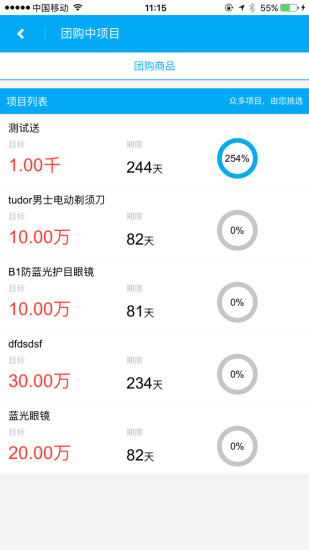 中国移动 11:15 55%
团购中项目
团购商品
项目列表 众多项目，由您挑选
测试送
目标 期限
1.00千 244天 254%
tudor男士电动剃须刀
目标 期限
10.00万 82天 0%
B1防蓝光护目眼镜
目标 期限
10.00万 81天 0%
dfdsdsf
目标 期限
30.00万 234天 0%
蓝光眼镜
目标 期限
20.00万 82天 0%